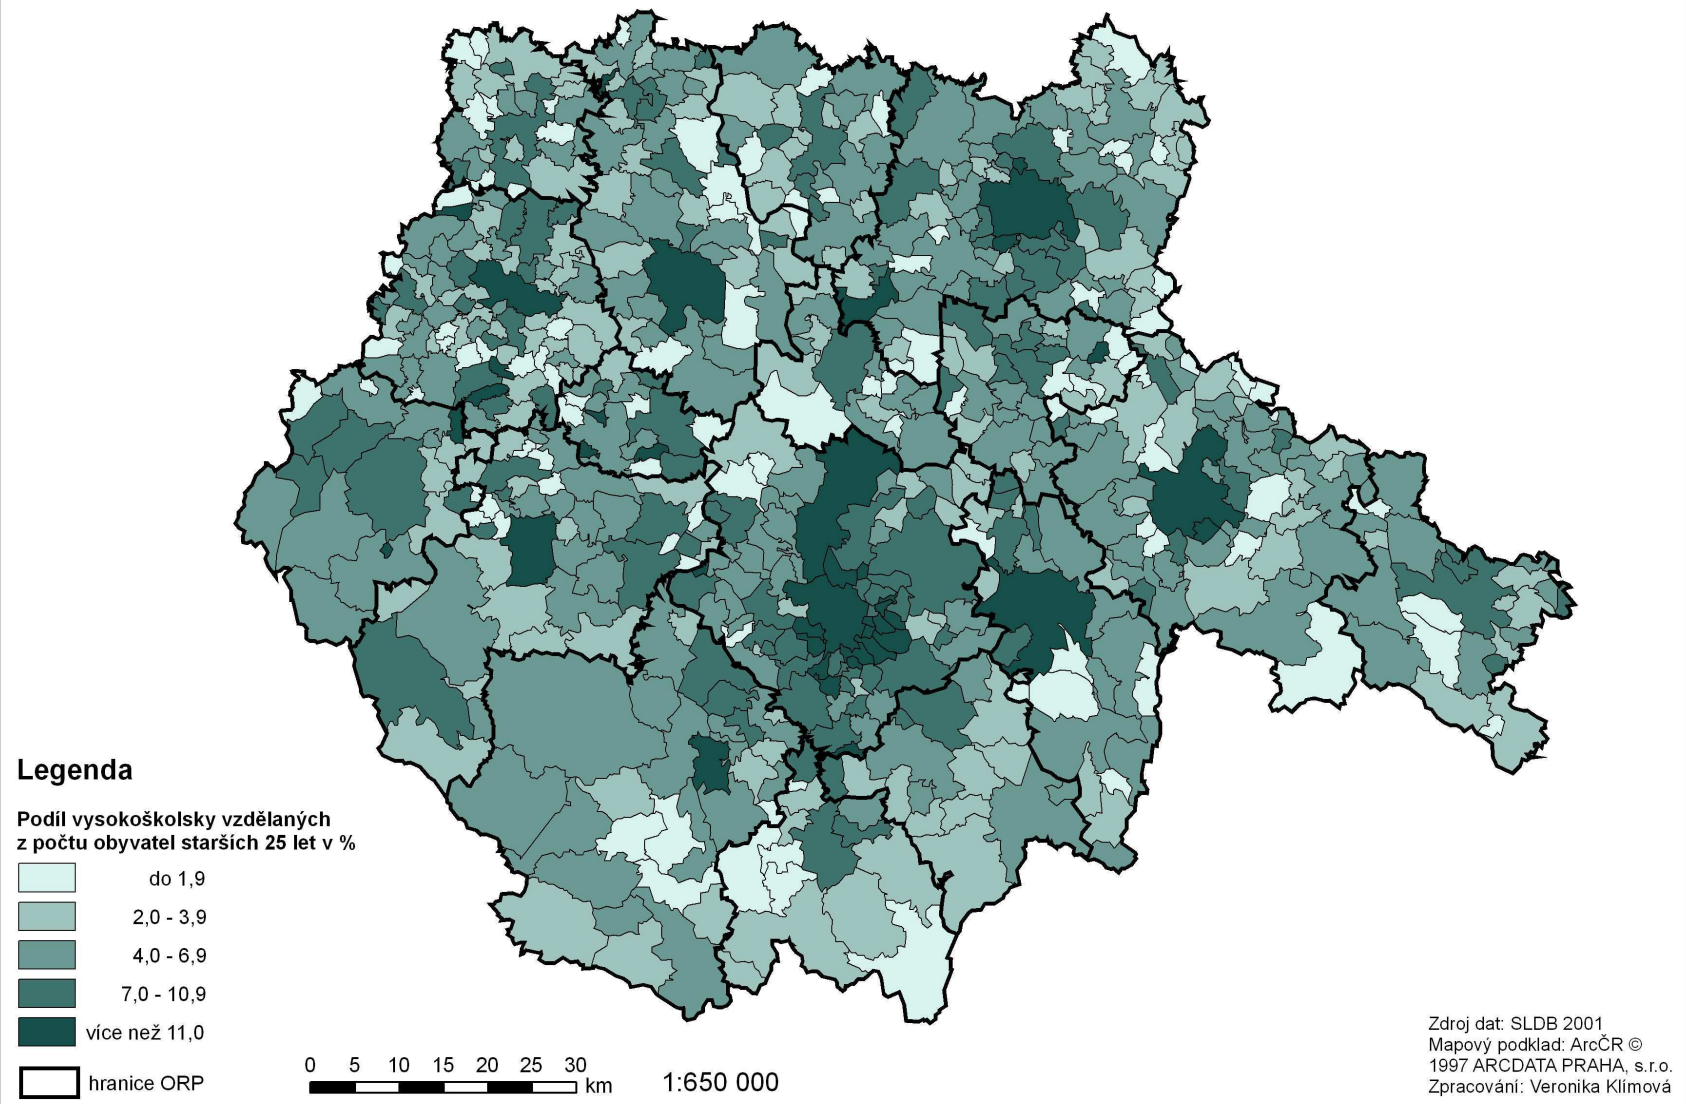 Legenda
Podíl vysokoškolsky vzdělaných
z počtu obyvatel starších 25 let v %
do 1,9
2,0 - 3,9
4,0 - 6,9
7,0 - 10,9
více než 11,0
hranice ORP
0 5 10 15 20 25 30
km
1:650 000
Zdroj dat: SLDB 2001
Mapový podklad: ArcČR ©
1997 ARCDATA PRAHA, s.r.o.
Zpracování: Veronika Klímová